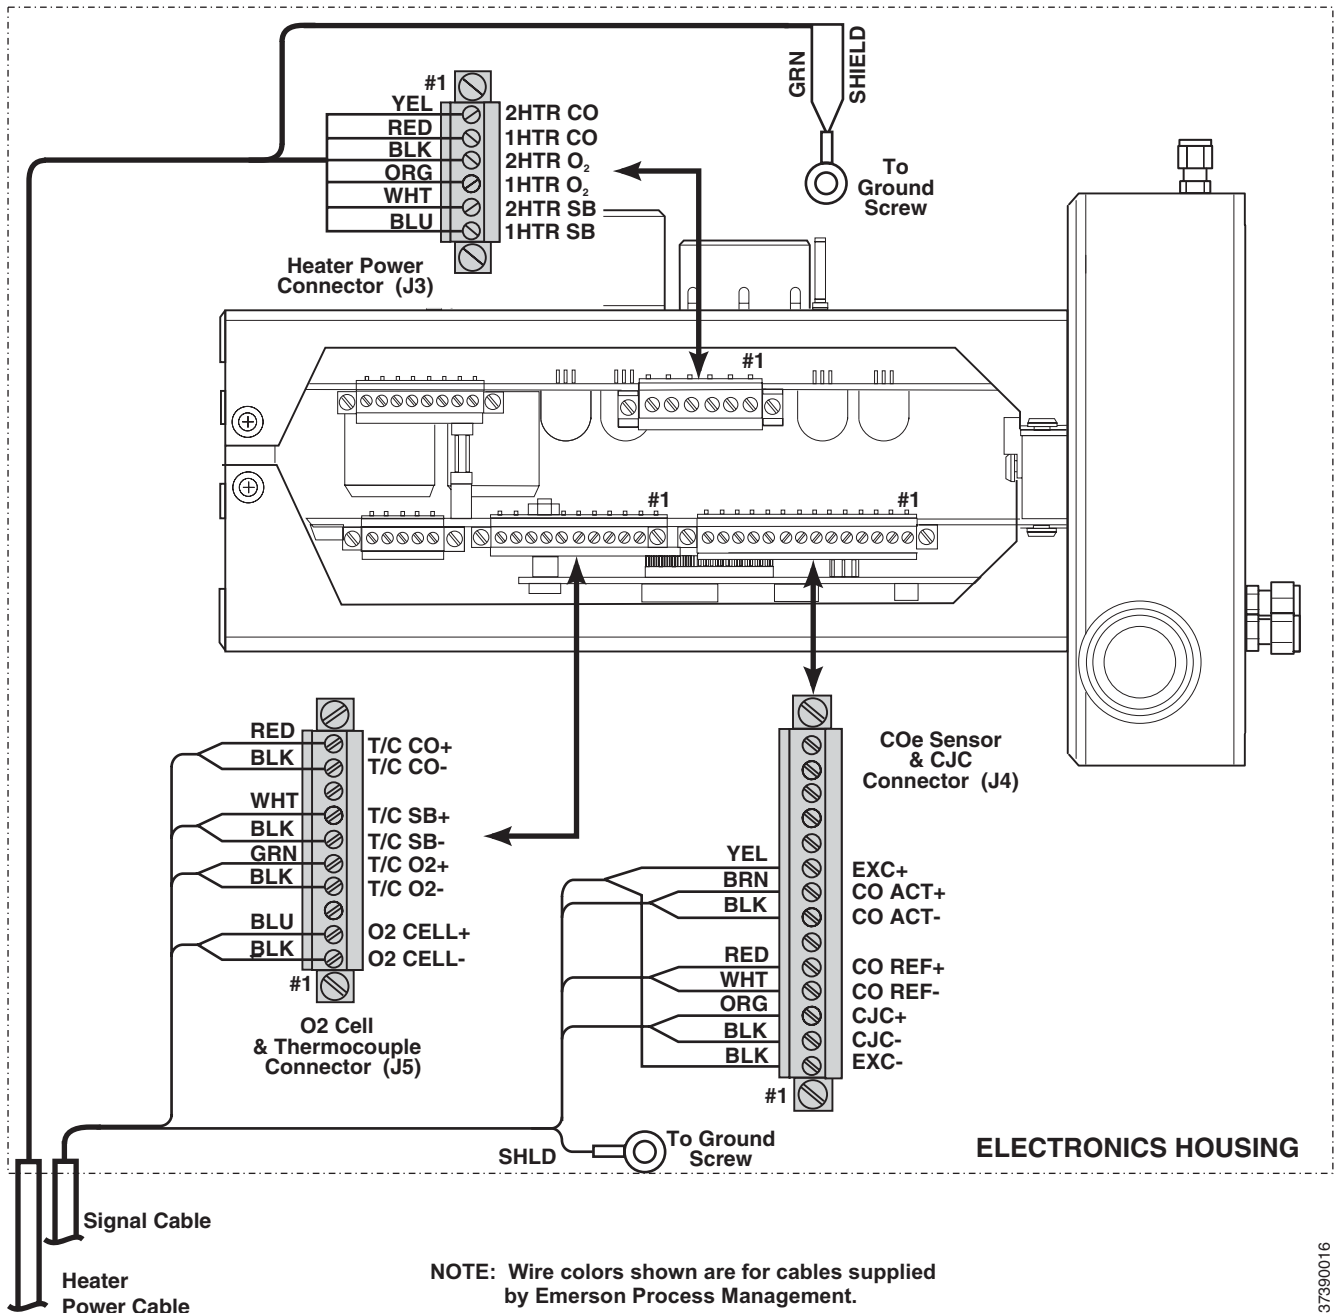 GRN
SHIELD
To
Ground
Screw
#1
YEL
RED
BLK
ORG
WHT
BLU
2HTR CO
1HTR CO
2HTR O₂
1HTR O₂
2HTR SB
1HTR SB
Heater Power
Connector (J3)
#1
#1
#1
RED
BLK
WHT
BLK
GRN
BLK
BLU
BLK
T/C CO+
T/C CO-
T/C SB+
T/C SB-
T/C O2+
T/C O2-
O2 CELL+
O2 CELL-
#1
O2 Cell
& Thermocouple
Connector (J5)
COe Sensor
& CJC
Connector (J4)
YEL
BRN
BLK
RED
WHT
ORG
BLK
BLK
EXC+
CO ACT+
CO ACT-
CO REF+
CO REF-
CJC+
CJC-
EXC-
#1
SHLD
To Ground
Screw
ELECTRONICS HOUSING
Signal Cable
Heater
Power Cable
NOTE: Wire colors shown are for cables supplied
by Emerson Process Management.
37390016